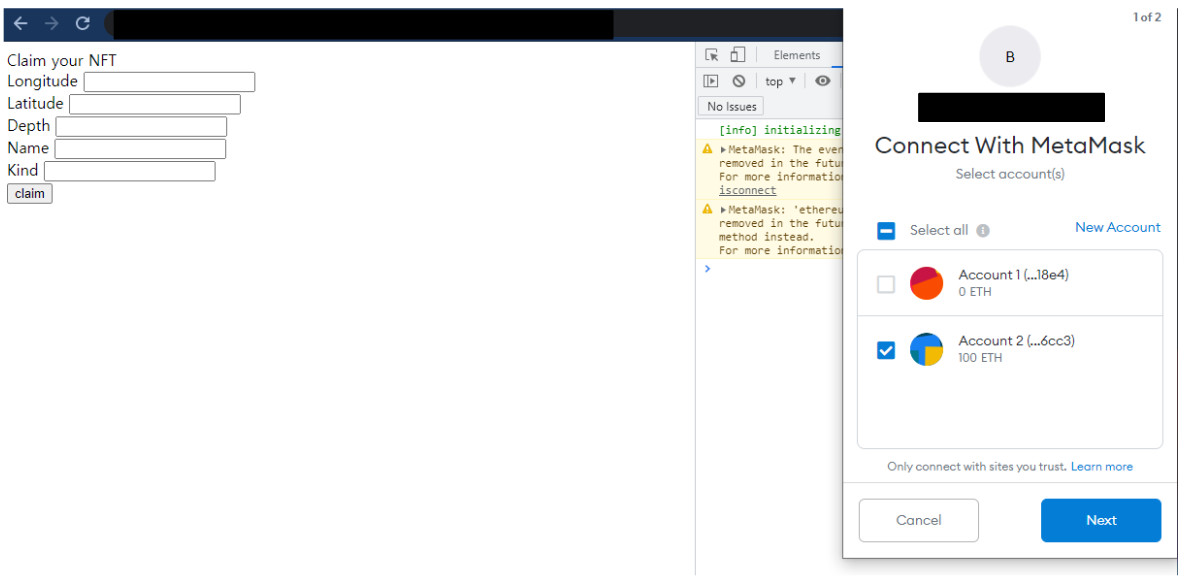 Claim your NFT
Longitude
Latitude
Depth
Name
Kind
claim
Elements
top
No Issues
[info] initializing
MetaMask: The even
removed in the futu
For more informatio
isconnect
MetaMask: 'ethereu
removed in the futu
method instead.
For more informatio
1 of 2
B
Connect With MetaMask
Select account(s)
Select all
New Account
Account 1 (...18e4)
0 ETH
Account 2 (...6cc3)
100 ETH
Only connect with sites you trust. Learn more
Cancel
Next